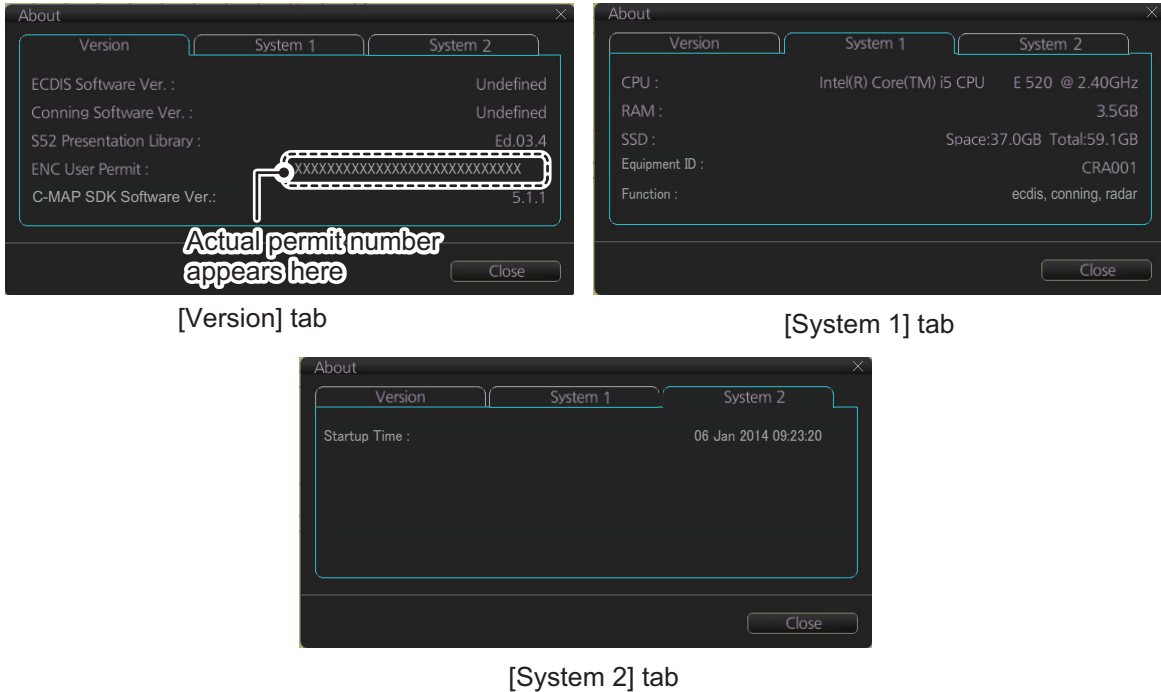 About
Version System 1 System 2
ECDIS Software Ver. : Undefined
Conning Software Ver. : Undefined
S52 Presentation Library : Ed.03.4
ENC User Permit : XXXXXXXXXXXXXXXXXXXXXXXXXXXX
C-MAP SDK Software Ver.: 5.1.1
Actual permit number
appears here
Close
[Version] tab
About
Version System 1 System 2
CPU : Intel(R) Core(TM) i5 CPU E 520 @ 2.40GHz
RAM : 3.5GB
SSD : Space:37.0GB Total:59.1GB
Equipment ID : CRA001
Function : ecdis, conning, radar
Close
[System 1] tab
About
Version System 1 System 2
Startup Time : 06 Jan 2014 09:23:20
Close
[System 2] tab